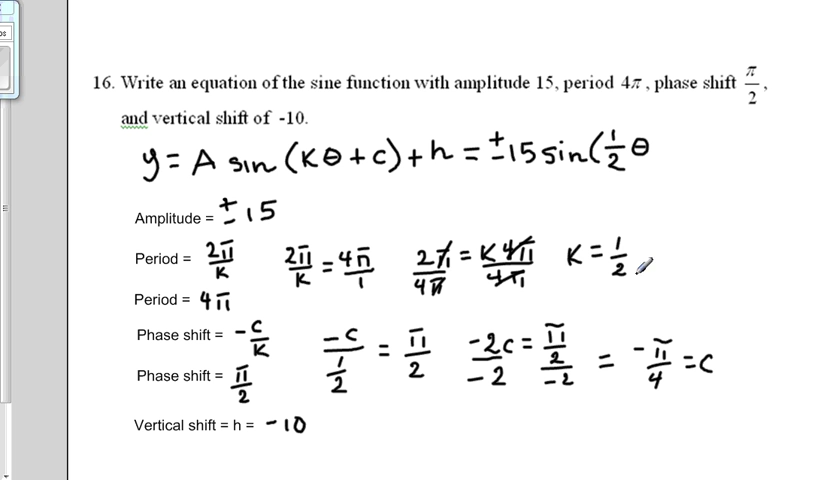 os
16. Write an equation of the sine function with amplitude 15, period 4π, phase shift π/2,
and vertical shift of -10.
y = A sin (Kθ + c) + h = ±15 sin(1/2 θ
Amplitude = ±15
Period = 2π/K 2π/K = 4π/1 2π/4π = K4π/4π K = 1/2
Period = 4π
Phase shift = -c/K -c/(1/2) = π/2 -2c/-2 = (π/2)/-2 = -π/4 = c
Phase shift = π/2
Vertical shift = h = -10